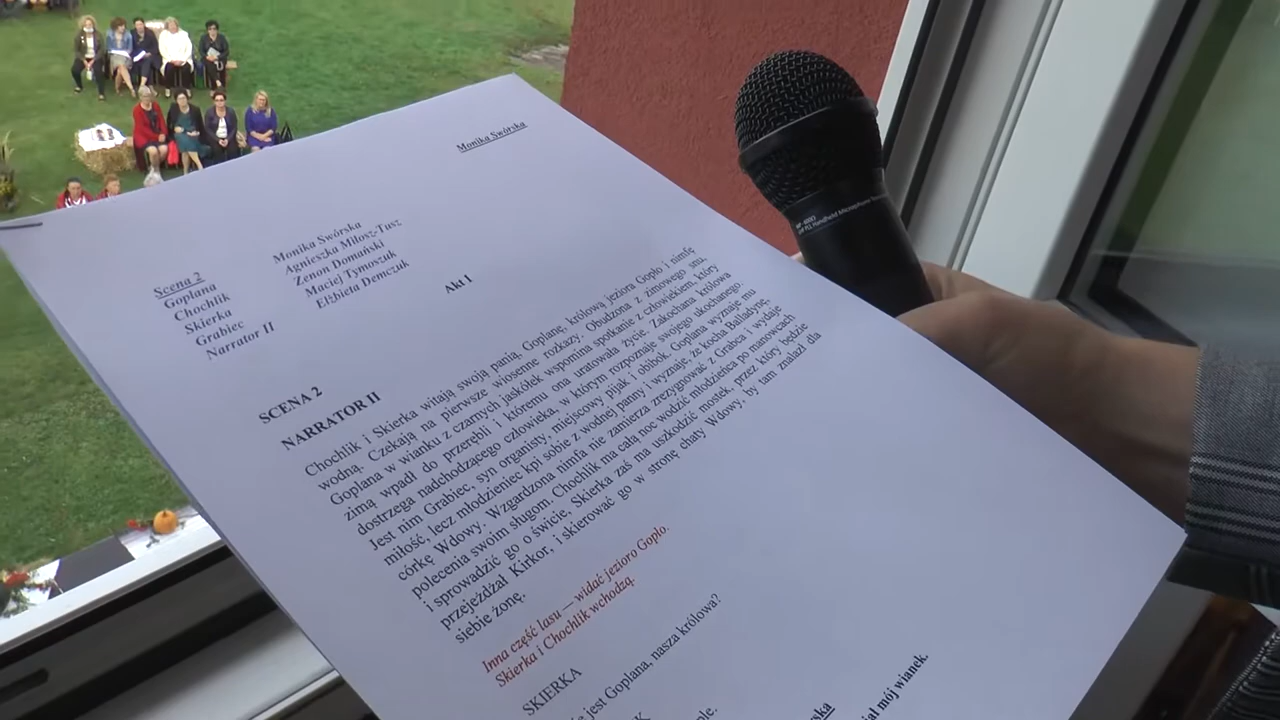 Monika Swórska
Scena 2
Goplana Monika Swórska
Chochlik Agnieszka Miłosz-Tusz
Skierka Zenon Domański
Grabiec Maciej Tymoszuk
Narrator II Elżbieta Demczuk
Akt I
SCENA 2
NARRATOR II
Chochlik i Skierka witają swoją panią, Goplanę, królową jeziora Gopło i nimfę
wodną. Czekają na pierwsze wiosenne rozkazy. Obudzona z zimowego snu,
Goplana w wianku z czarnych jaskółek wspomina spotkanie z człowiekiem, który
zimą wpadł do przerębli i któremu ona uratowała życie. Zakochana królowa
dostrzega nadchodzącego człowieka, w którym rozpoznaje swojego ukochanego.
Jest nim Grabiec, syn organisty, miejscowy pijak i obibok. Goplana wyznaje mu
miłość, lecz młodzieniec kpi sobie z wodnej panny i wyznaje, że kocha Balladynę,
córkę Wdowy. Wzgardzona nimfa nie zamierza zrezygnować z Grabca i wydaje
polecenia swoim sługom. Chochlik ma całą noc wodzić młodzieńca po manowcach
i sprowadzić go o świcie, Skierka zaś ma uszkodzić mostek, przez który będzie
przejeżdżał Kirkor, i skierować go w stronę chaty Wdowy, by tam znalazł dla
siebie żonę.
Inna część lasu — widać jezioro Gopło.
Skierka i Chochlik wchodzą.
SKIERKA
jest Goplana, nasza królowa?
mój wianek.
Handheld Microphone